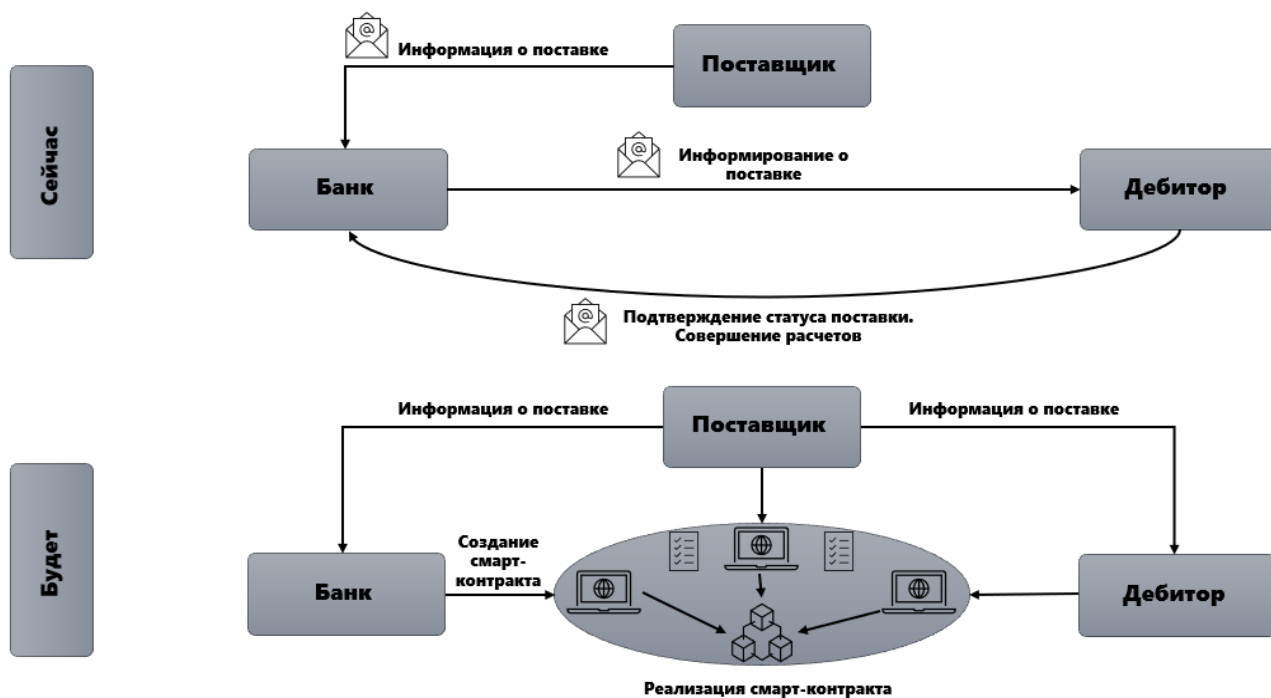 Сейчас
Информация о поставке
Поставщик
Банк
Информирование о
поставке
Дебитор
Подтверждение статуса поставки.
Совершение расчетов
Будет
Информация о поставке
Поставщик
Информация о поставке
Банк
Создание
смарт-
контракта
Дебитор
Реализация смарт-контракта